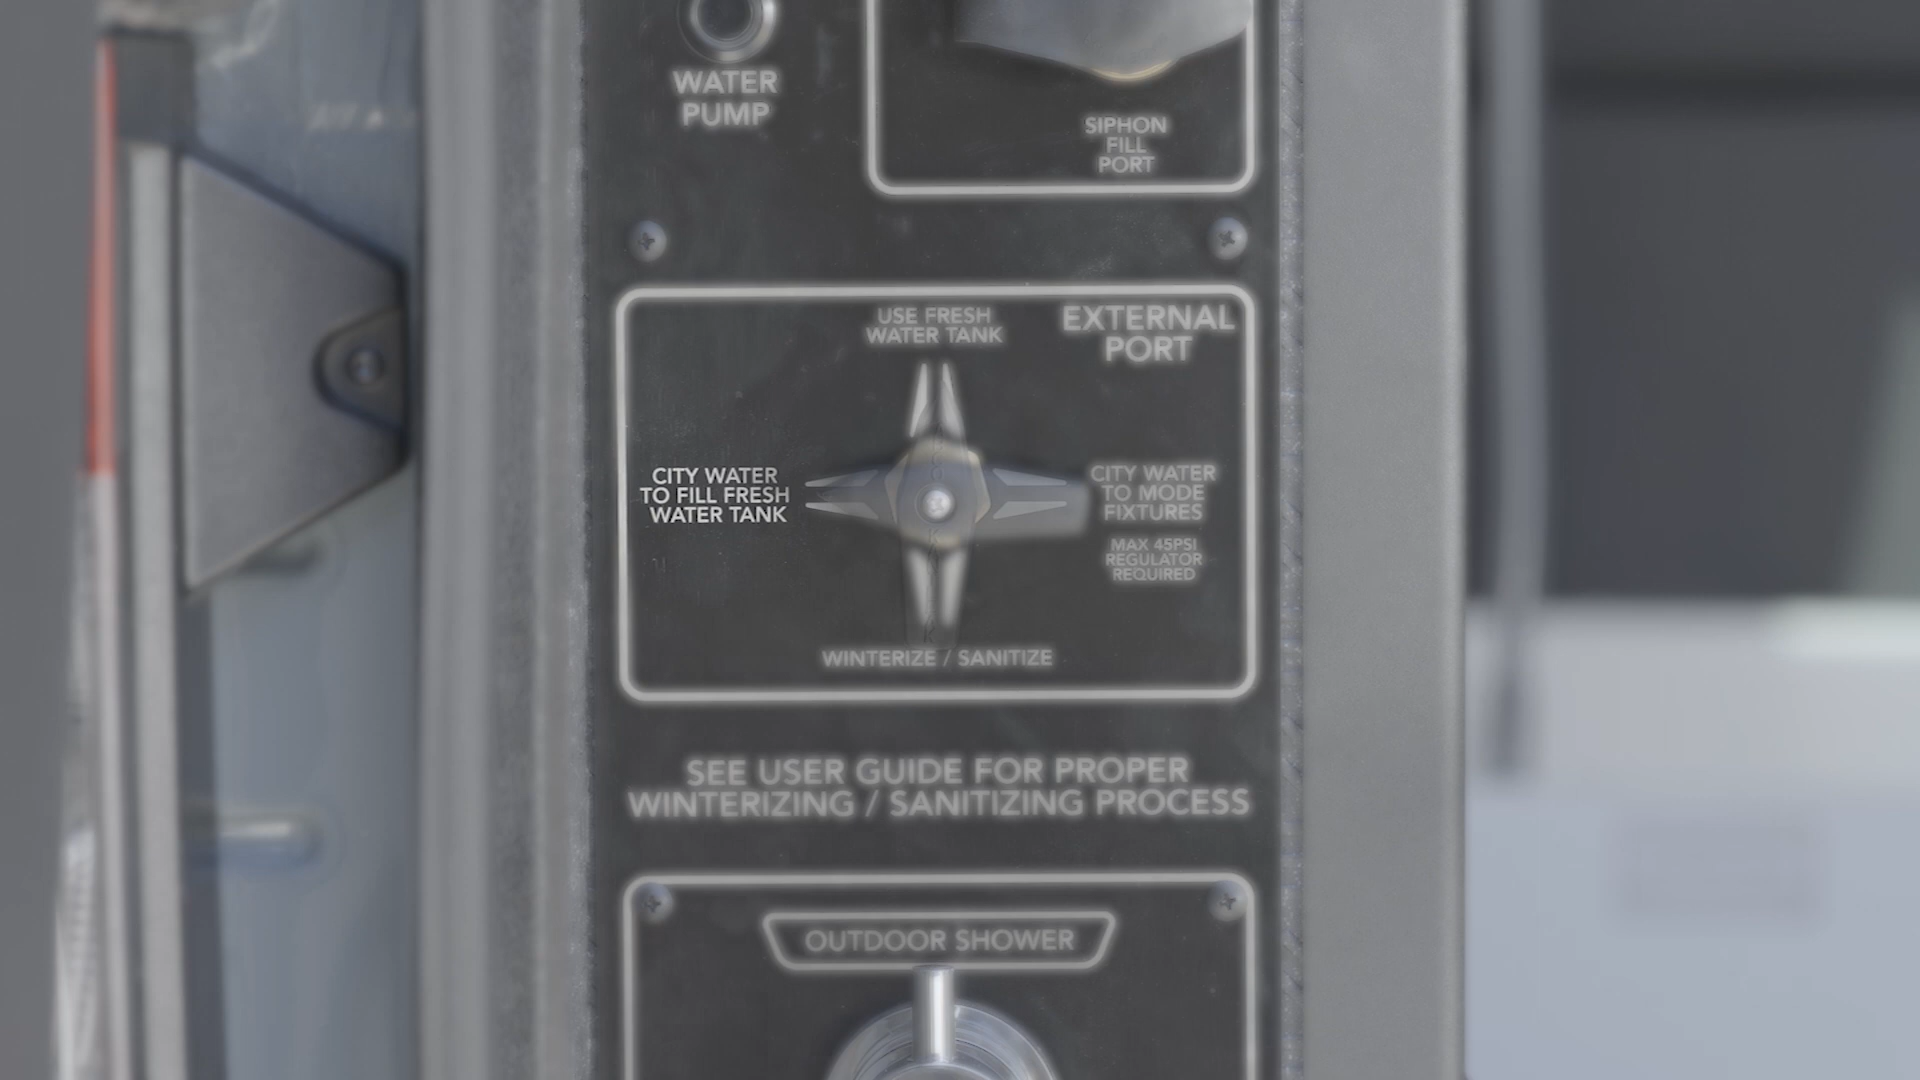 WATER
PUMP
SIPHON
FILL
PORT
USE FRESH
WATER TANK
EXTERNAL
PORT
CITY WATER
TO FILL FRESH
WATER TANK
CITY WATER
TO MODE
FIXTURES
MAX 45PSI
REGULATOR
REQUIRED
WINTERIZE / SANITIZE
SEE USER GUIDE FOR PROPER
WINTERIZING / SANITIZING PROCESS
OUTDOOR SHOWER